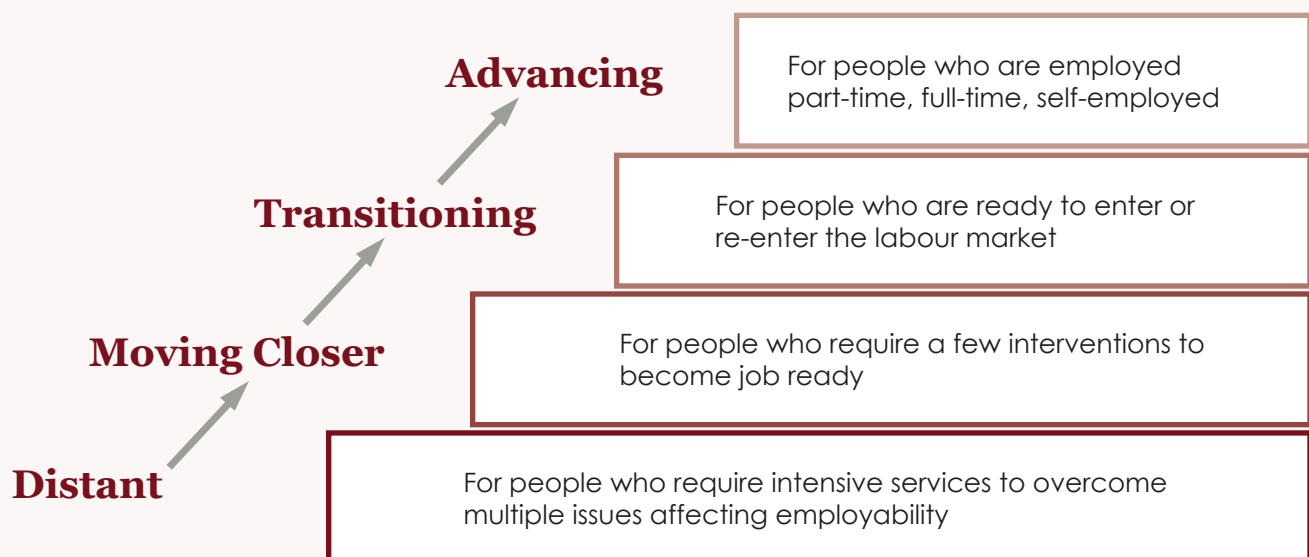 Advancing
For people who are employed
part-time, full-time, self-employed
Transitioning
For people who are ready to enter or
re-enter the labour market
Moving Closer
For people who require a few interventions to
become job ready
Distant
For people who require intensive services to overcome
multiple issues affecting employability